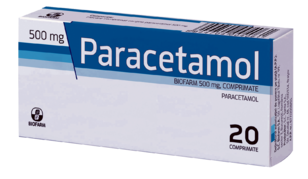 500 mg
Paracetamol
BIOFARM 500 mg, COMPRIMATE
PARACETAMOL
BIOFARM
20
COMPRIMATE